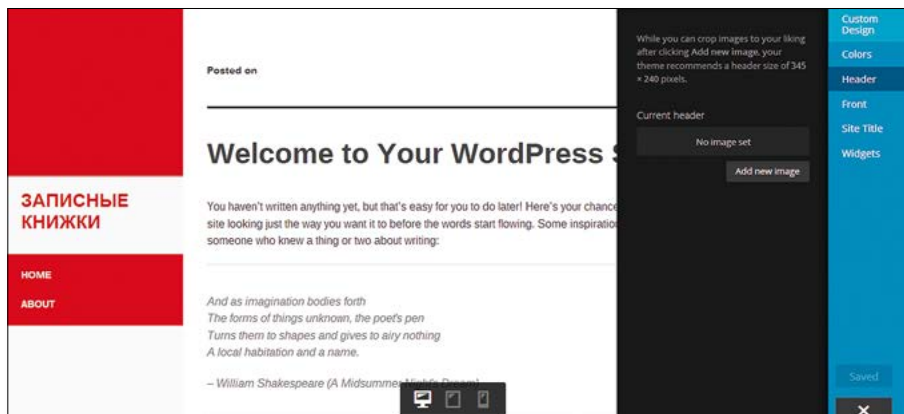 ЗАПИСНЫЕ
КНИЖКИ
HOME
ABOUT
Posted on
Welcome to Your WordPress
You haven't written anything yet, but that's easy for you to do later! Here's your chance
site looking just the way you want it to before the words start flowing. Some inspiration
someone who knew a thing or two about writing:
And as imagination bodies forth
The forms of things unknown, the poet's pen
Turns them to shapes and gives to airy nothing
A local habitation and a name.
– William Shakespeare (A Midsummer Night's Dream)
While you can crop images to your liking
after clicking Add new image, your
theme recommends a header size of 345
× 240 pixels.
Current header
No image set
Add new image
Custom
Design
Colors
Header
Front
Site Title
Widgets
Saved